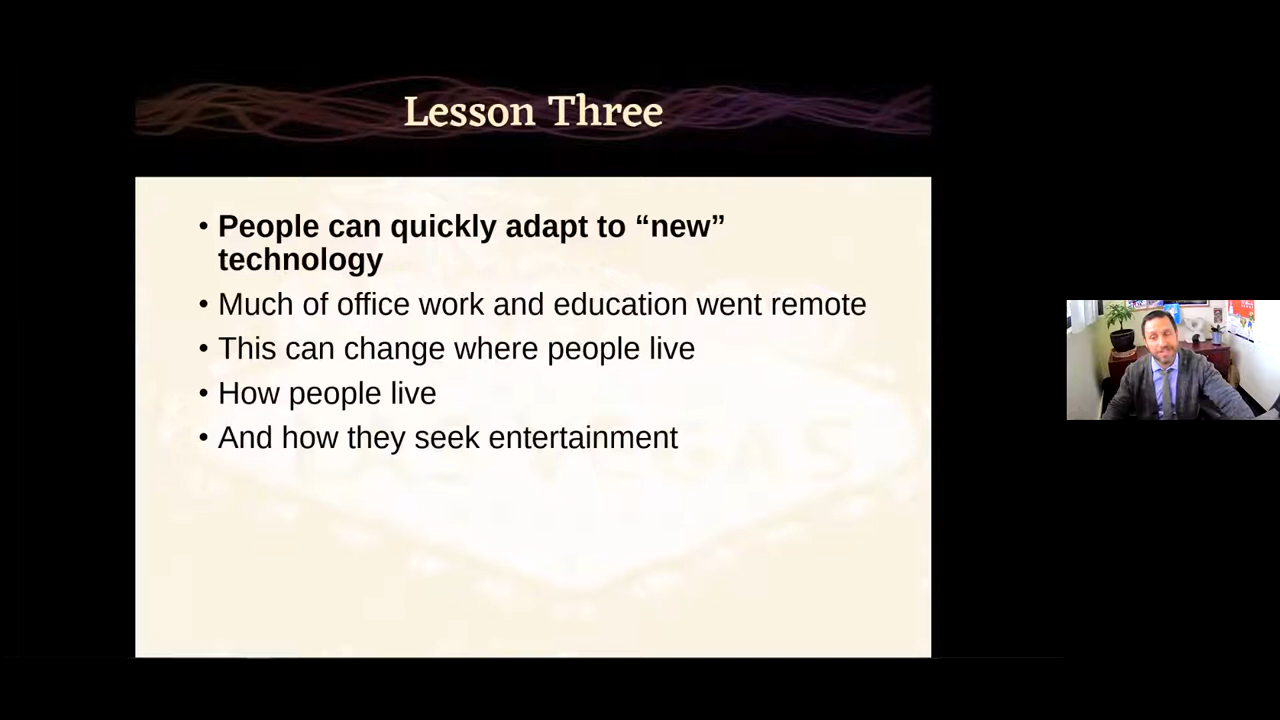 Lesson Three
• People can quickly adapt to “new”
technology
• Much of office work and education went remote
• This can change where people live
• How people live
• And how they seek entertainment